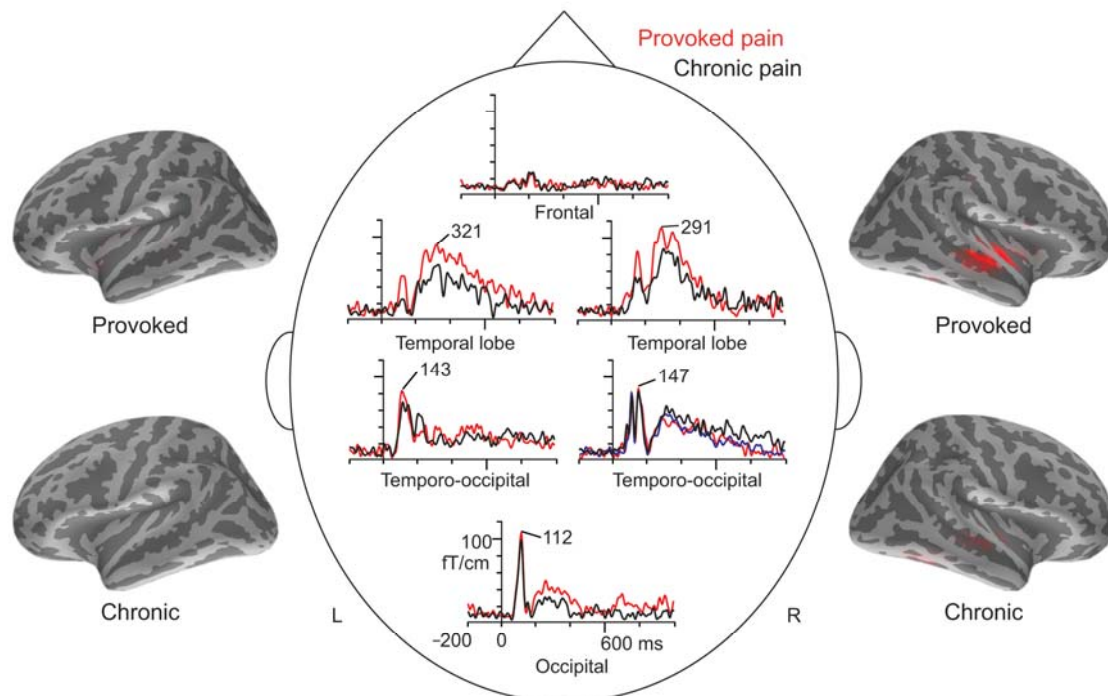 Provoked pain
Chronic pain
Frontal
321
291
Provoked
Temporal lobe
Temporal lobe
Provoked
143
147
Temporo-occipital
Temporo-occipital
100
fT/cm
112
Chronic
Chronic
L
R
−200
0
600 ms
Occipital